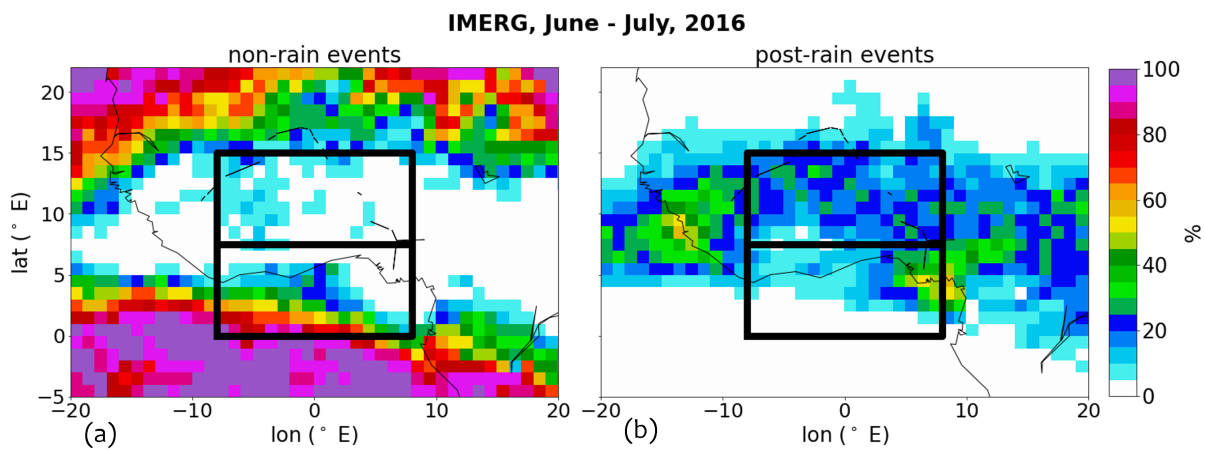 IMERG, June - July, 2016
non-rain events
post-rain events
20
15
10
5
0
−5
−20
−10
0
10
20
−20
−10
0
10
20
100
80
60
40
20
0
%
lat (° E)
lon (° E)
lon (° E)
(a)
(b)